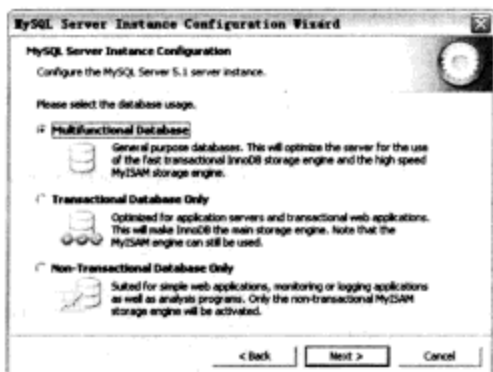 MySQL Server Instance Configuration Wizard
MySQL Server Instance Configuration
Configure the MySQL Server 5.1 server instance.
Please select the database usage.
Multifunctional Database
General purpose databases. This will optimize the server for the use
of the fast transactional InnoDB storage engine and the high speed
MyISAM storage engine.
Transactional Database Only
Optimized for application servers and transactional web applications.
This will make InnoDB the main storage engine. Note that the
MyISAM engine can still be used.
Non-Transactional Database Only
Suited for simple web applications, monitoring or logging applications
as well as analysis programs. Only the non-transactional MyISAM
storage engine will be activated.
< Back
Next >
Cancel